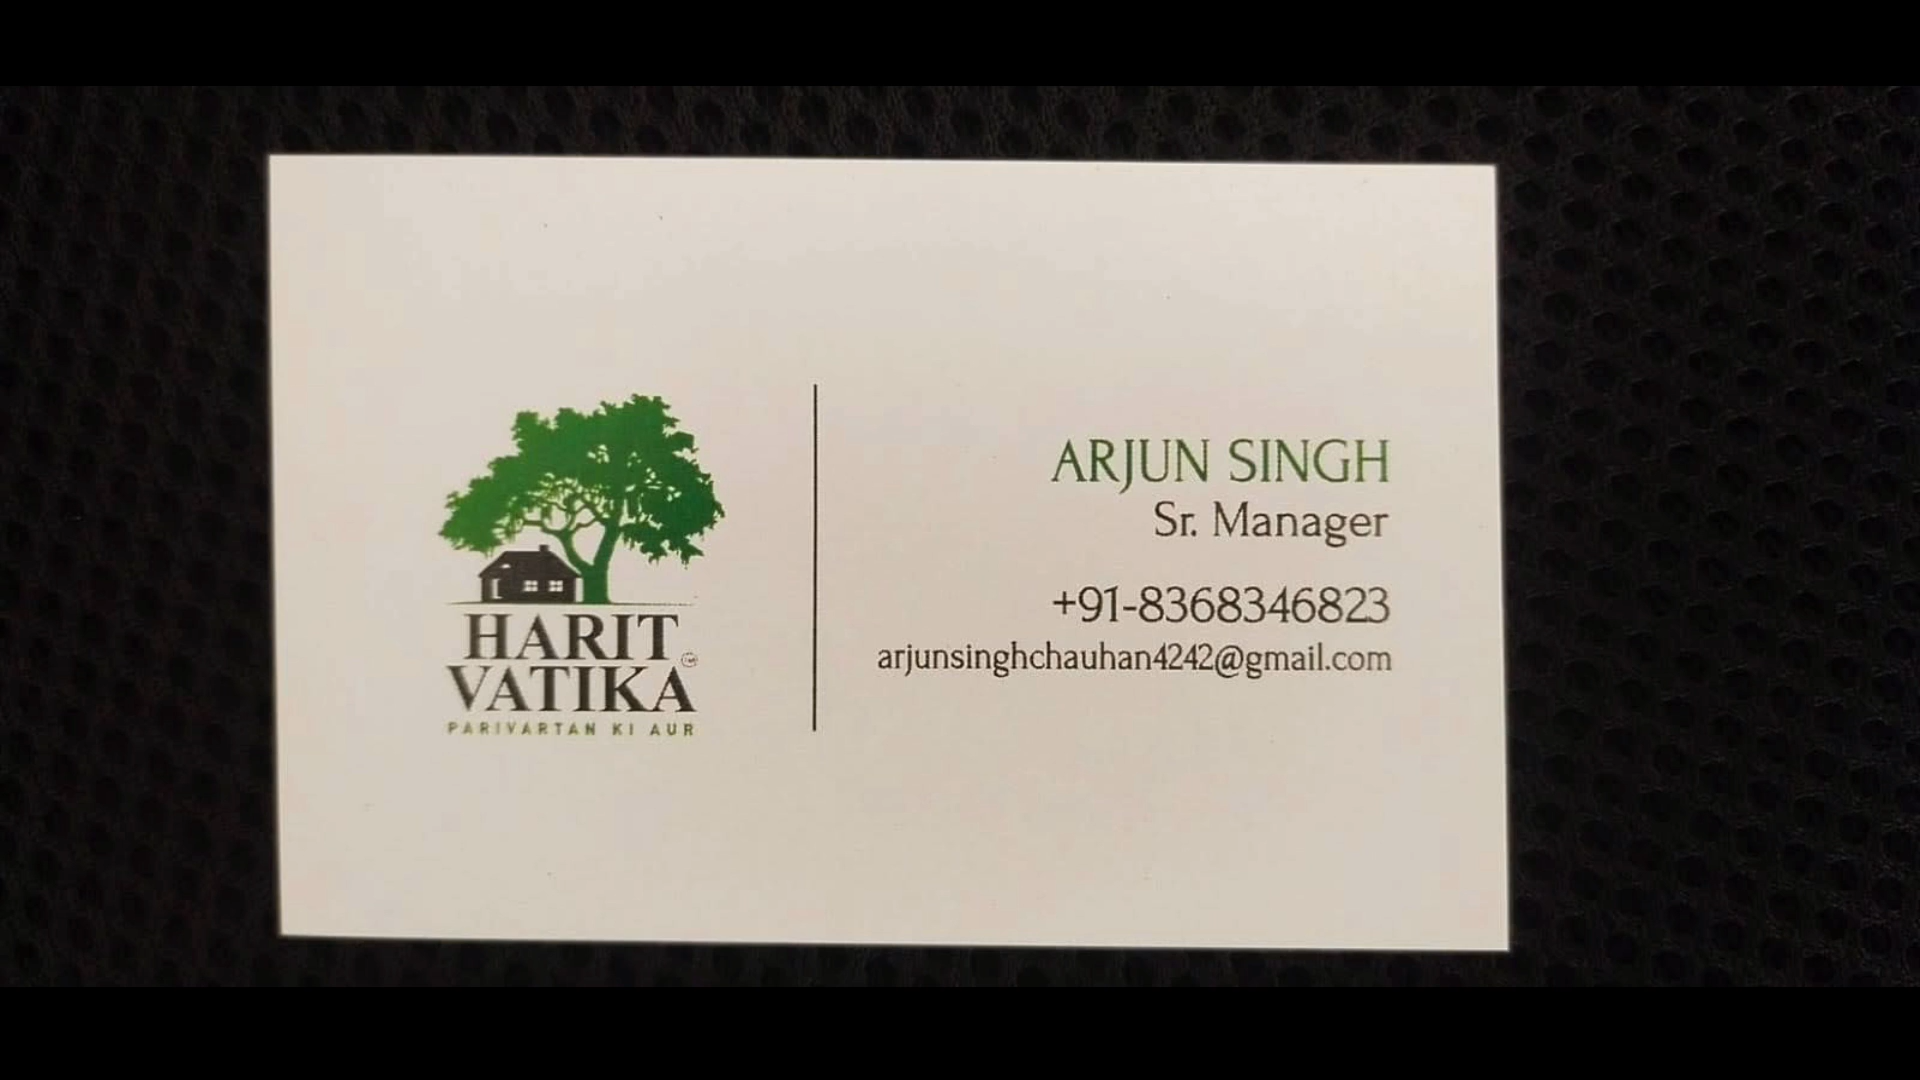 HARIT
VATIKA
PARIVARTAN KI AUR
ARJUN SINGH
Sr. Manager
+91-8368346823
arjunsinghchauhan4242@gmail.com